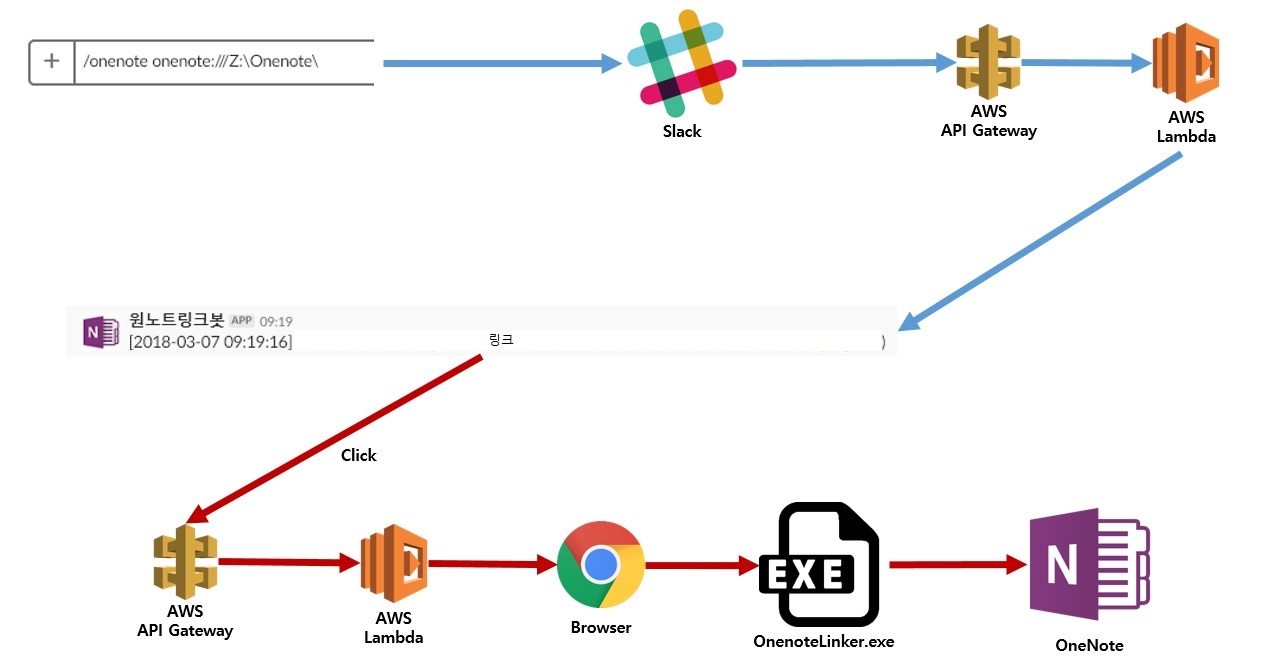 /onenote onenote:///Z:\Onenote\
Slack
AWS
API Gateway
AWS
Lambda
원노트링크봇 APP 09:19
[2018-03-07 09:19:16] 링크 )
Click
AWS
API Gateway
AWS
Lambda
Browser
EXE
OnenoteLinker.exe
N
OneNote